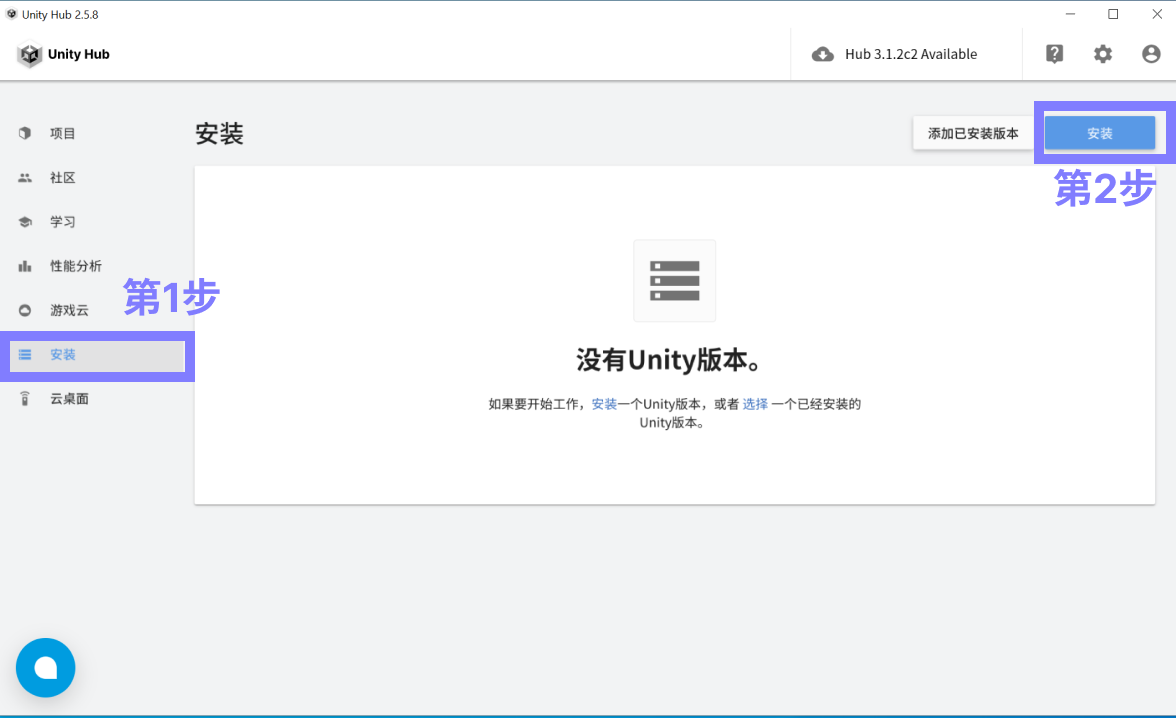 Unity Hub 2.5.8
Unity Hub
Hub 3.1.2c2 Available
项目
社区
学习
性能分析
游戏云
第1步
安装
云桌面
安装
添加已安装版本
安装
第2步
没有Unity版本。
如果要开始工作，安装一个Unity版本，或者 选择 一个已经安装的
Unity版本。